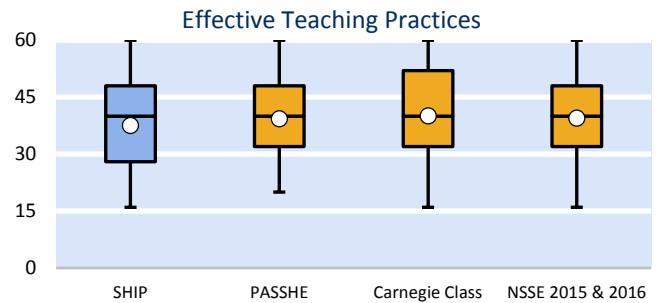 Effective Teaching Practices
60
45
30
15
0
SHIP PASSHE Carnegie Class NSSE 2015 & 2016